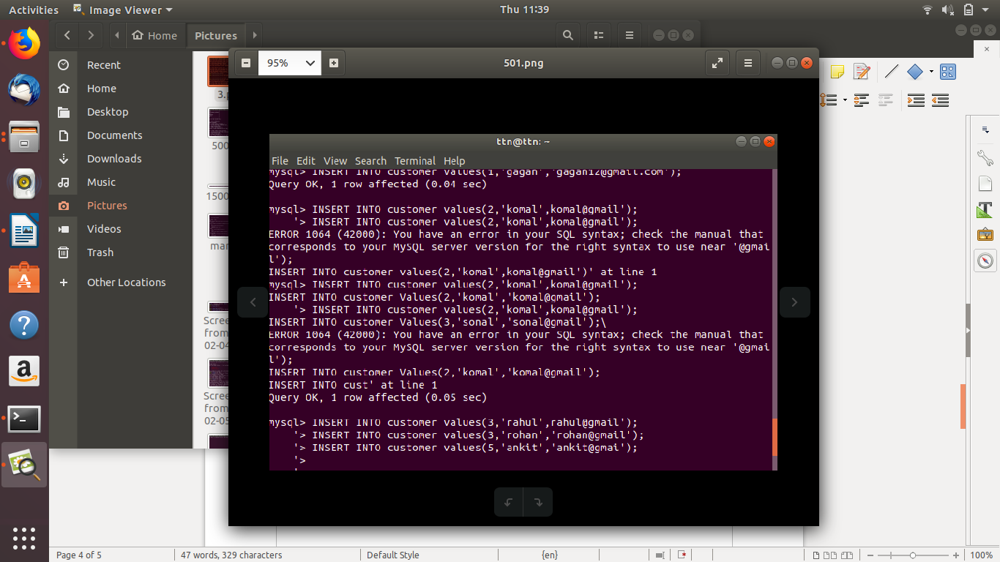 Activities Image Viewer Thu 11:39
Home Pictures
Recent
Home
Desktop
Documents
Downloads
Music
Pictures
Videos
Trash
Other Locations
3.p
500
1500
mar
Scree
from
02-04
Scree
from
02-05
95% 501.png
ttn@ttn: ~
File Edit View Search Terminal Help
mysql> INSERT INTO customer values(1,'gagan','gagan12@gmail.com');
Query OK, 1 row affected (0.04 sec)
mysql> INSERT INTO customer values(2,'komal',komal@gmail');
'> INSERT INTO customer values(2,'komal',komal@gmail');
ERROR 1064 (42000): You have an error in your SQL syntax; check the manual that
corresponds to your MySQL server version for the right syntax to use near '@gmai
l');
INSERT INTO customer values(2,'komal',komal@gmail')' at line 1
mysql> INSERT INTO customer values(2,'komal',komal@gmail');
INSERT INTO customer Values(2,'komal','komal@gmail');
'> INSERT INTO customer values(2,'komal',komal@gmail');
INSERT INTO customer Values(3,'sonal','sonal@gmail');\
ERROR 1064 (42000): You have an error in your SQL syntax; check the manual that
corresponds to your MySQL server version for the right syntax to use near '@gmai
l');
INSERT INTO customer Values(2,'komal','komal@gmail');
INSERT INTO cust' at line 1
Query OK, 1 row affected (0.05 sec)
mysql> INSERT INTO customer values(3,'rahul',rahul@gmail');
'> INSERT INTO customer values(3,'rohan','rohan@gmail');
'> INSERT INTO customer values(5,'ankit','ankit@gmai');
'>
Page 4 of 5 47 words, 329 characters Default Style {en} 100%